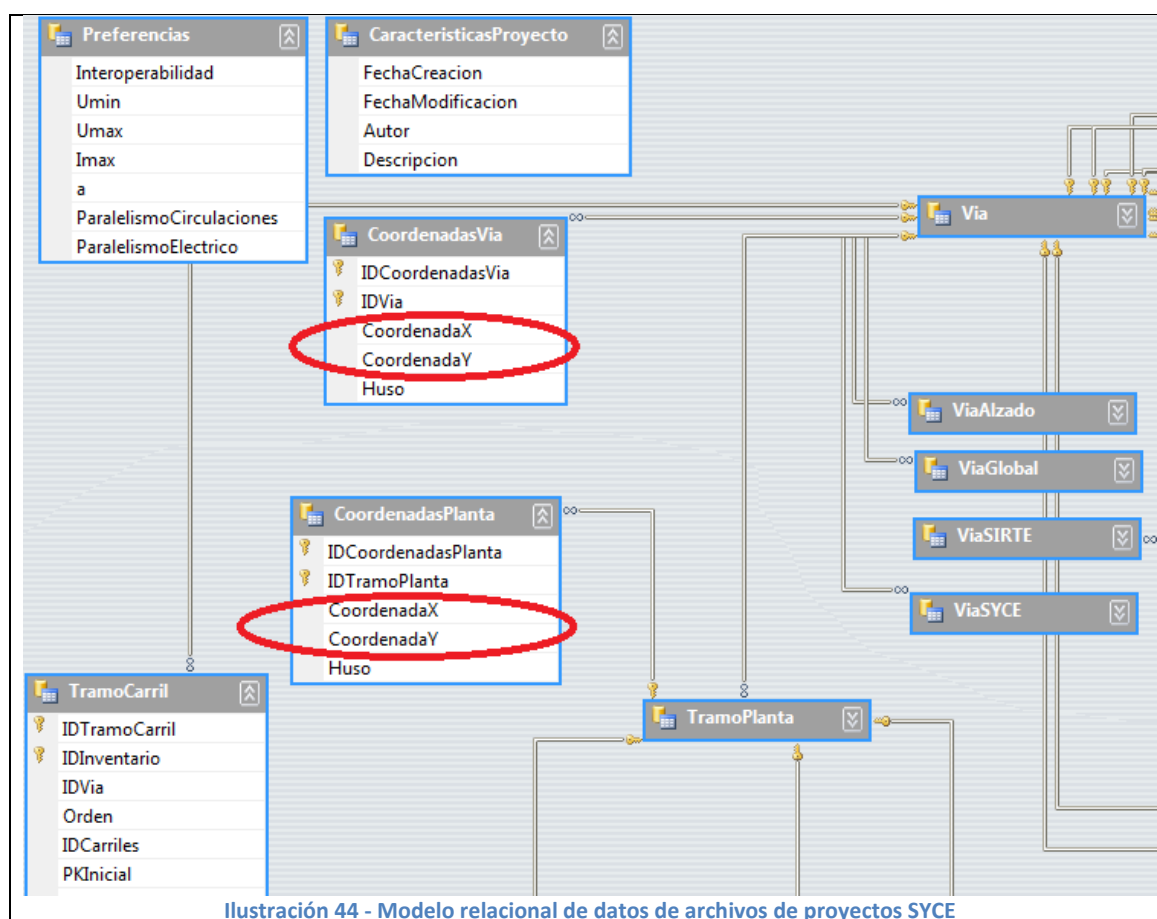 Preferencias
Interoperabilidad
Umin
Umax
Imax
a
ParalelismoCirculaciones
ParalelismoElectrico
CaracteristicasProyecto
FechaCreacion
FechaModificacion
Autor
Descripcion
CoordenadasVia
IDCoordenadasVia
IDVia
CoordenadaX
CoordenadaY
Huso
Via
ViaAlzado
ViaGlobal
ViaSIRTE
ViaSYCE
CoordenadasPlanta
IDCoordenadasPlanta
IDTramoPlanta
CoordenadaX
CoordenadaY
Huso
TramoPlanta
TramoCarril
IDTramoCarril
IDInventario
IDVia
Orden
IDCarriles
PKInicial
Ilustración 44 - Modelo relacional de datos de archivos de proyectos SYCE